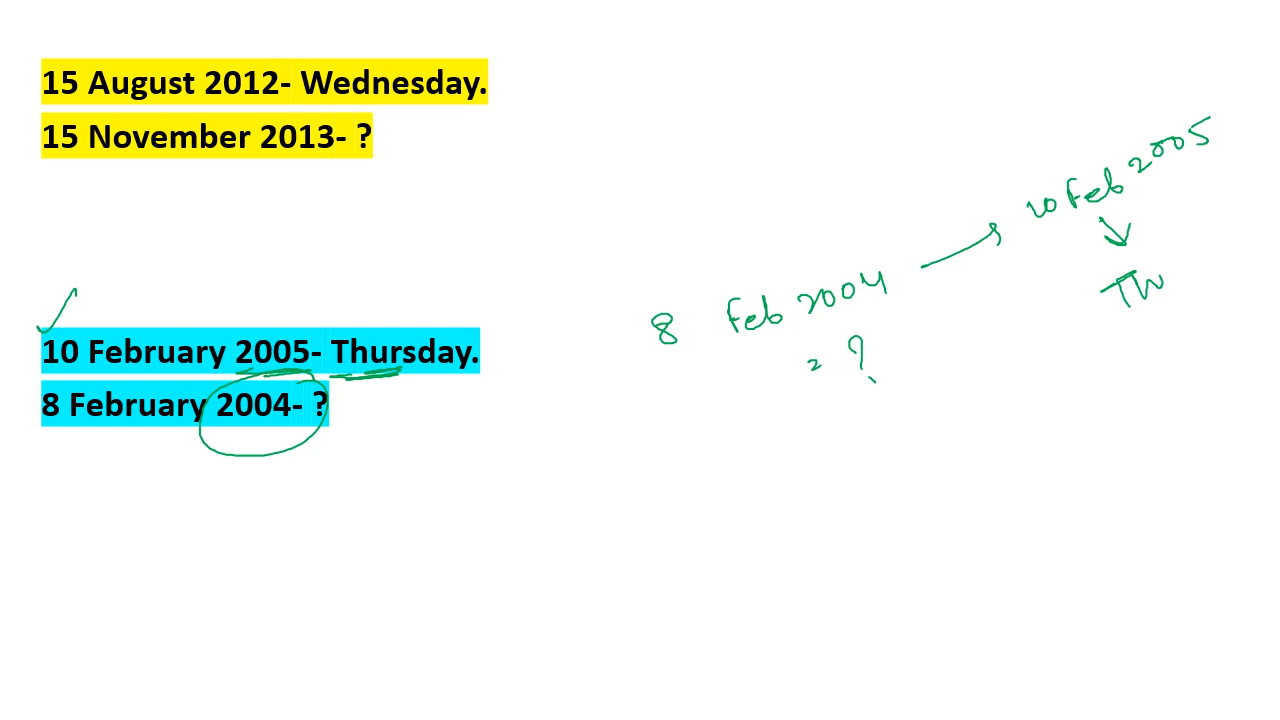 15 August 2012- Wednesday.
15 November 2013- ?
10 February 2005- Thursday.
8 February 2004- ?
8 Feb 2004
= ?
10 Feb 2005
Th